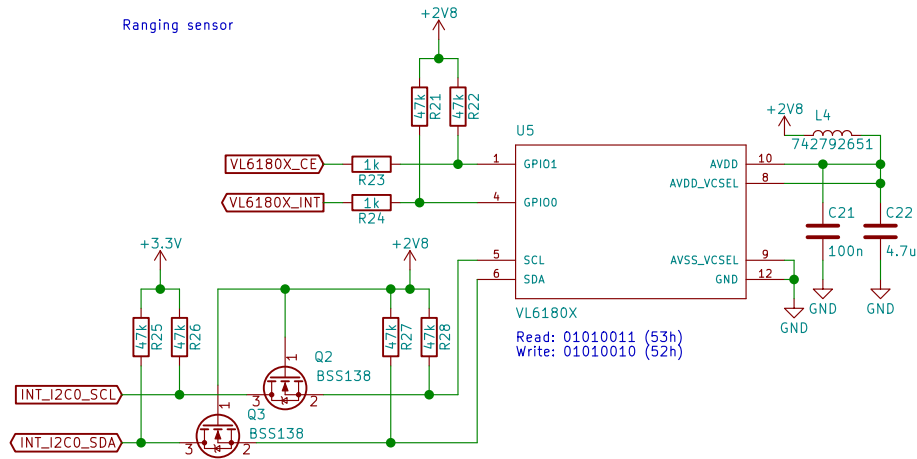 Ranging sensor
+2V8
47k
R21
47k
R22
U5
+2V8
L4
742792651
VL6180X_CE
1k
R23
1
GPIO1
AVDD
10
AVDD_VCSEL
8
VL6180X_INT
1k
R24
4
GPIO0
C21
100n
C22
4.7u
+3.3V
+2V8
5
SCL
AVSS_VCSEL
9
6
SDA
GND
12
GND
GND
GND
VL6180X
47k
R25
47k
R26
47k
R27
47k
R28
Read: 01010011 (53h)
Write: 01010010 (52h)
1
Q2
BSS138
INT_I2C0_SCL
3
2
1
Q3
BSS138
INT_I2C0_SDA
3
2